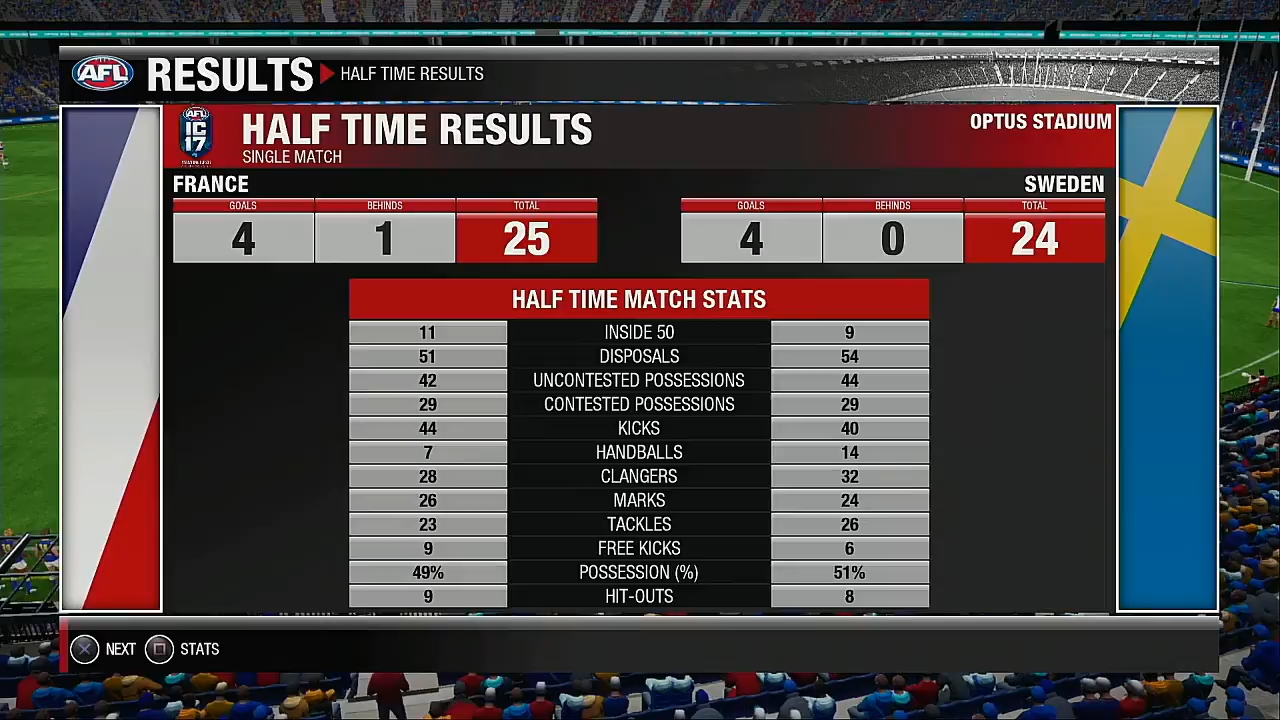 AFL RESULTS HALF TIME RESULTS
AFL
IC
17
HALF TIME RESULTS
OPTUS STADIUM
SINGLE MATCH
FRANCE
SWEDEN
GOALS BEHINDS TOTAL GOALS BEHINDS TOTAL
4 1 25 4 0 24
HALF TIME MATCH STATS
11 INSIDE 50 9
51 DISPOSALS 54
42 UNCONTESTED POSSESSIONS 44
29 CONTESTED POSSESSIONS 29
44 KICKS 40
7 HANDBALLS 14
28 CLANGERS 32
26 MARKS 24
23 TACKLES 26
9 FREE KICKS 6
49% POSSESSION (%) 51%
9 HIT-OUTS 8
NEXT STATS